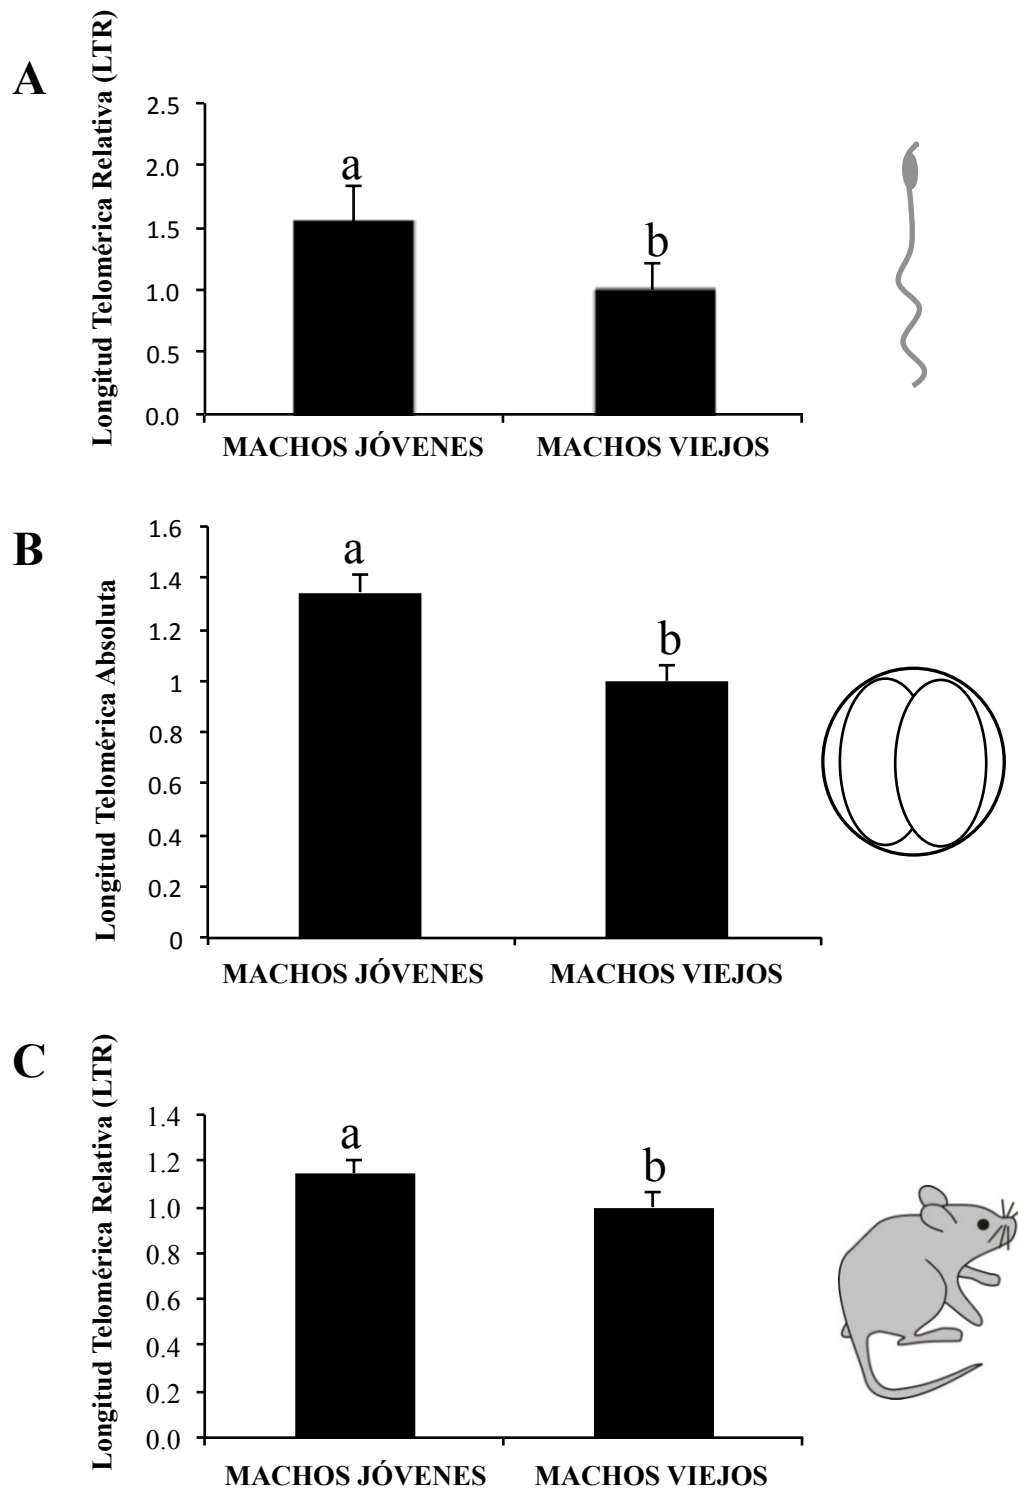 A
Longitud Telomérica Relativa (LTR)
2.5
2.0
1.5
1.0
0.5
0.0
a
b
MACHOS JÓVENES
MACHOS VIEJOS
B
Longitud Telomérica Absoluta
1.6
1.4
1.2
1
0.8
0.6
0.4
0.2
0
a
b
MACHOS JÓVENES
MACHOS VIEJOS
C
Longitud Telomérica Relativa (LTR)
1.4
1.2
1.0
0.8
0.6
0.4
0.2
0.0
a
b
MACHOS JÓVENES
MACHOS VIEJOS